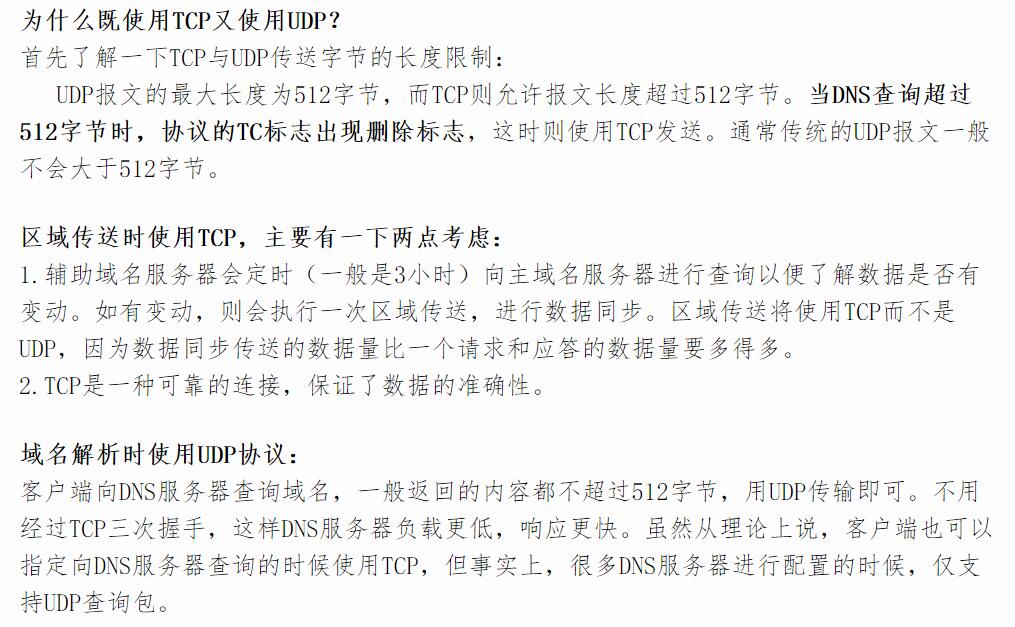 为什么既使用TCP又使用UDP？
首先了解一下TCP与UDP传送字节的长度限制：
UDP报文的最大长度为512字节，而TCP则允许报文长度超过512字节。当DNS查询超过
512字节时，协议的TC标志出现删除标志，这时则使用TCP发送。通常传统的UDP报文一般
不会大于512字节。
区域传送时使用TCP，主要有一下两点考虑：
1.辅助域名服务器会定时（一般是3小时）向主域名服务器进行查询以便了解数据是否有
变动。如有变动，则会执行一次区域传送，进行数据同步。区域传送将使用TCP而不是
UDP，因为数据同步传送的数据量比一个请求和应答的数据量要多得多。
2.TCP是一种可靠的连接，保证了数据的准确性。
域名解析时使用UDP协议：
客户端向DNS服务器查询域名，一般返回的内容都不超过512字节，用UDP传输即可。不用
经过TCP三次握手，这样DNS服务器负载更低，响应更快。虽然从理论上说，客户端也可以
指定向DNS服务器查询的时候使用TCP，但事实上，很多DNS服务器进行配置的时候，仅支
持UDP查询包。